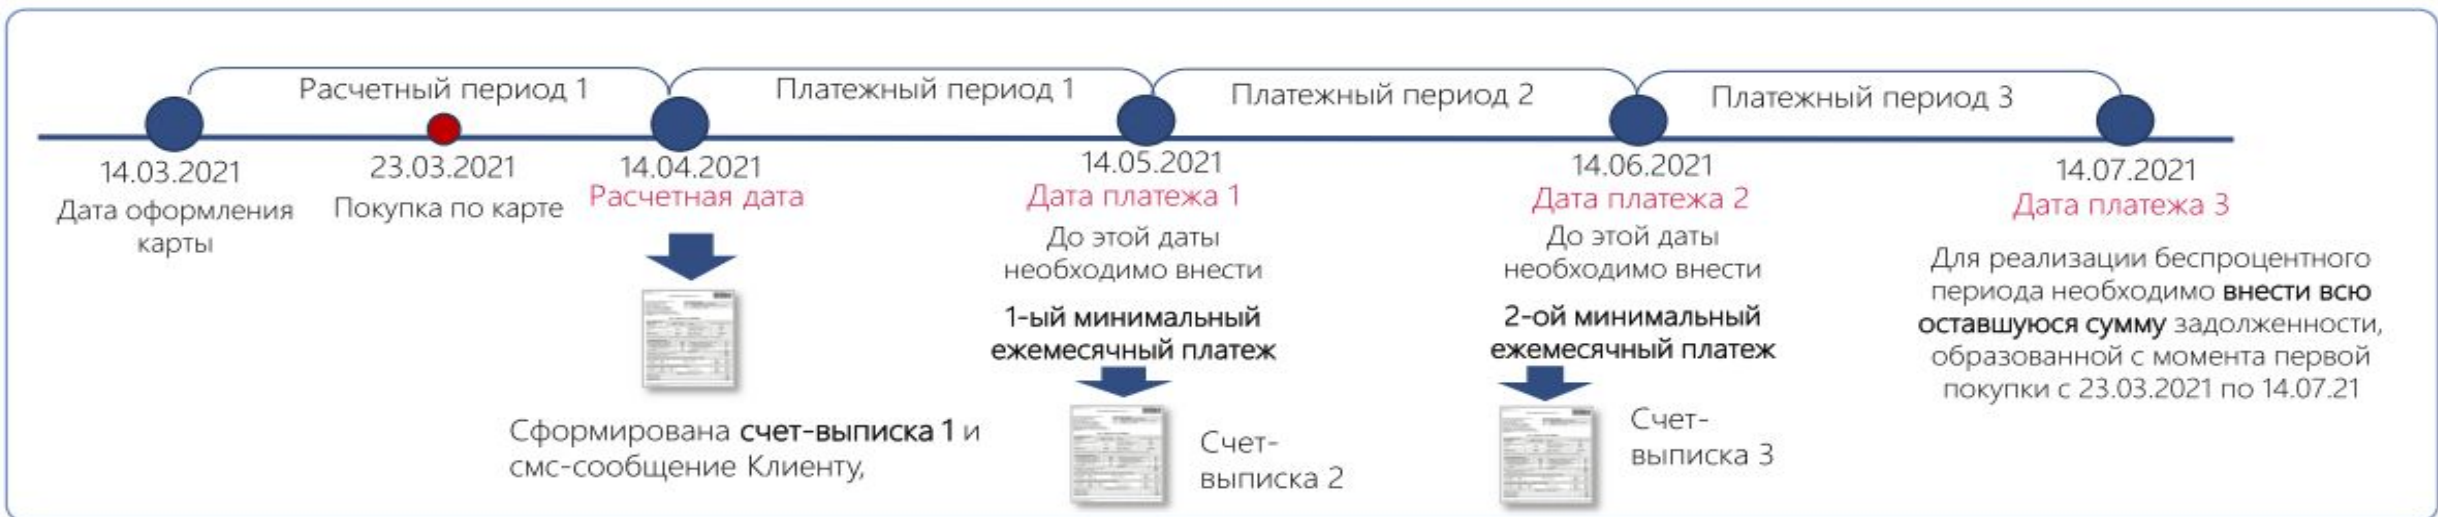 Расчетный период 1
Платежный период 1
Платежный период 2
Платежный период 3
14.03.2021
Дата оформления
карты
23.03.2021
Покупка по карте
14.04.2021
Расчетная дата
Сформирована счет-выписка 1 и
смс-сообщение Клиенту,
14.05.2021
Дата платежа 1
До этой даты
необходимо внести
1-ый минимальный
ежемесячный платеж
Счет-
выписка 2
14.06.2021
Дата платежа 2
До этой даты
необходимо внести
2-ой минимальный
ежемесячный платеж
Счет-
выписка 3
14.07.2021
Дата платежа 3
Для реализации беспроцентного
периода необходимо внести всю
оставшуюся сумму задолженности,
образованной с момента первой
покупки с 23.03.2021 по 14.07.21